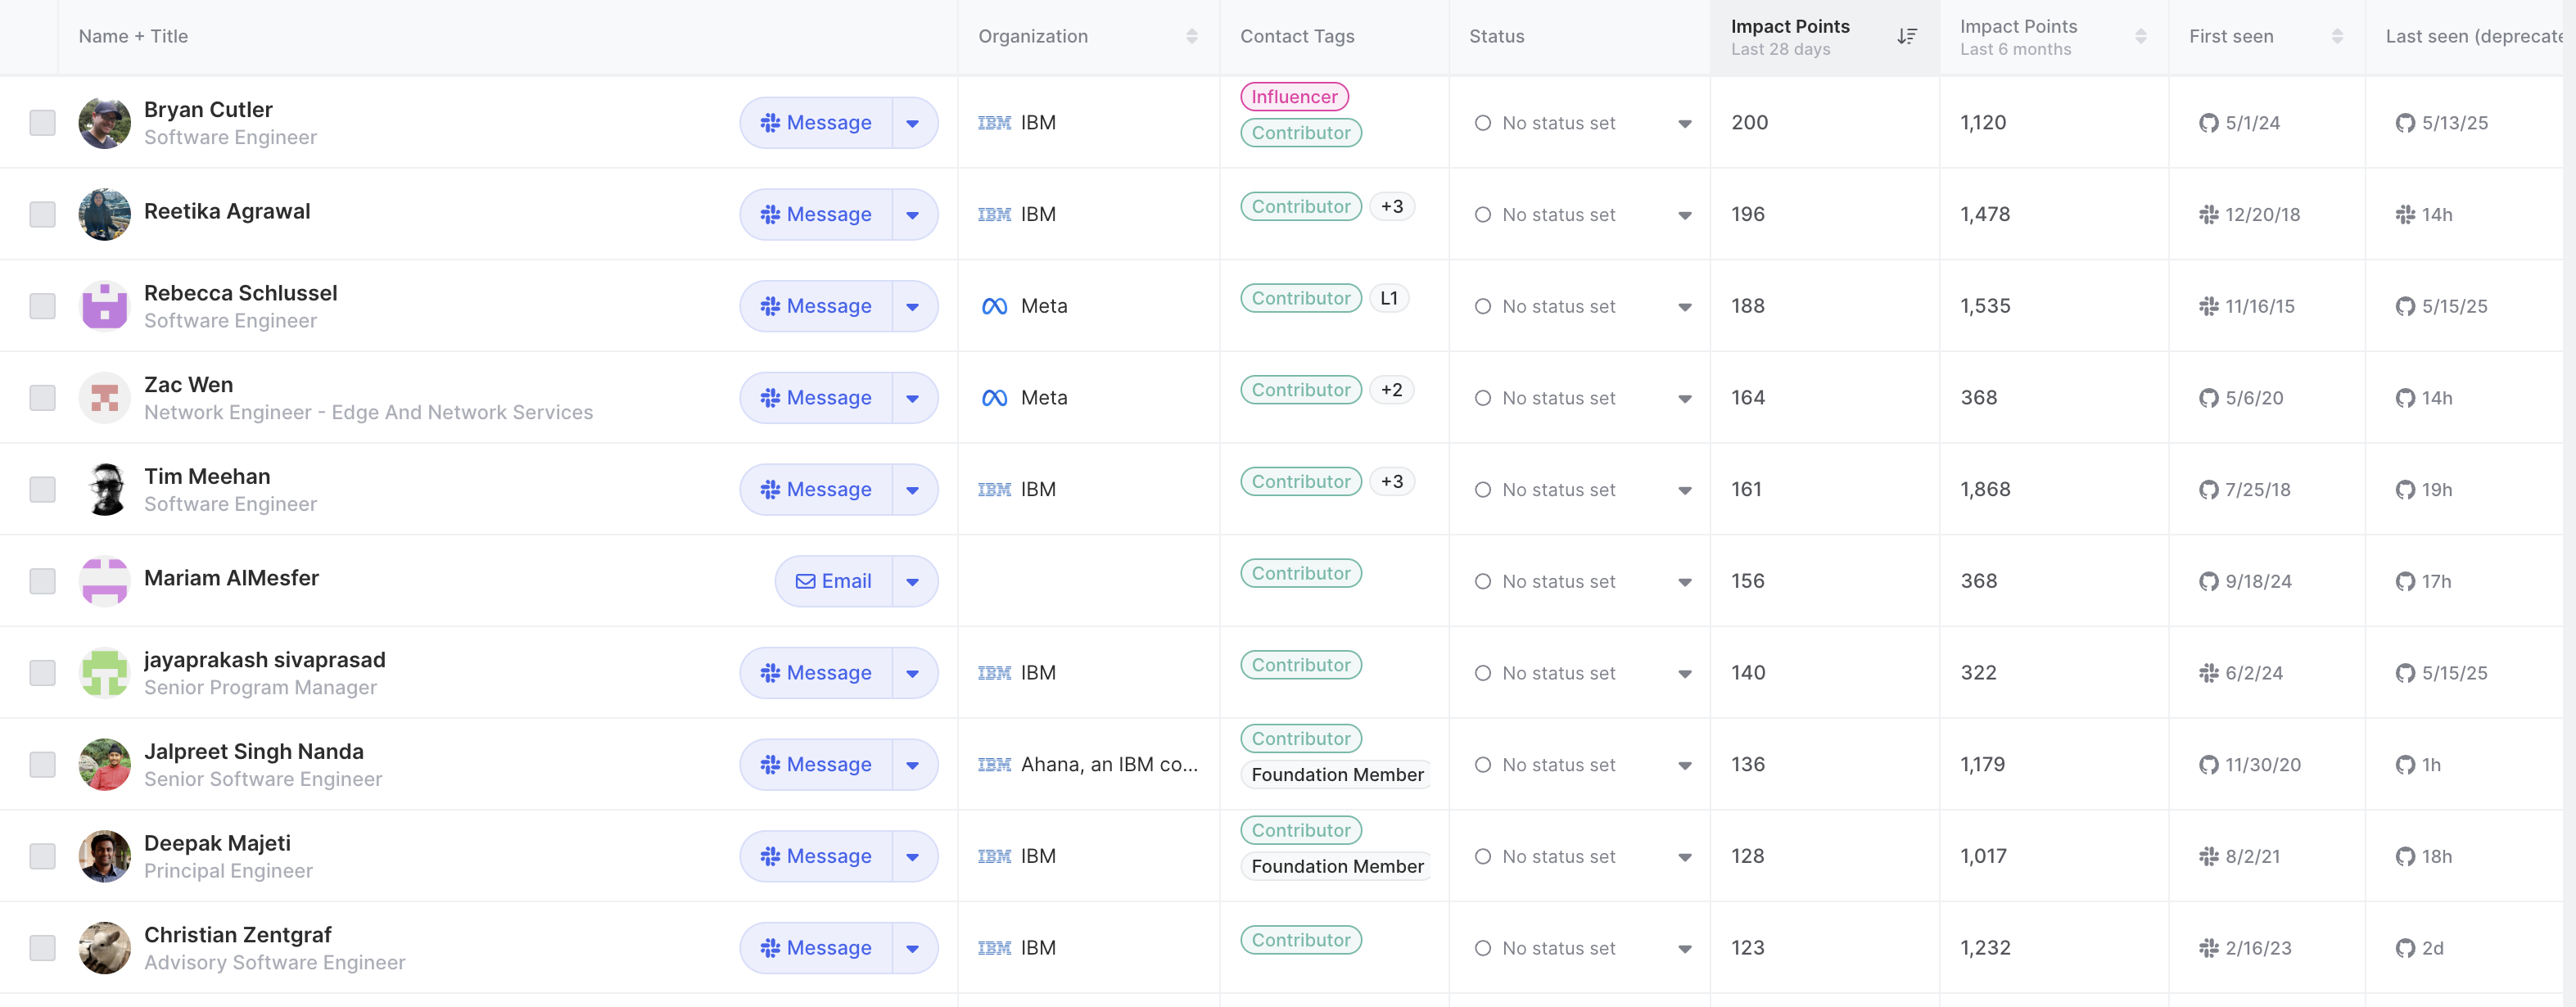 Name + Title
Organization
Contact Tags
Status
Impact Points
Last 28 days
Impact Points
Last 6 months
First seen
Last seen (deprecate
Bryan Cutler
Software Engineer
Message
IBM IBM
Influencer
Contributor
No status set
200
1,120
5/1/24
5/13/25
Reetika Agrawal
Message
IBM IBM
Contributor +3
No status set
196
1,478
12/20/18
14h
Rebecca Schlussel
Software Engineer
Message
Meta
Contributor L1
No status set
188
1,535
11/16/15
5/15/25
Zac Wen
Network Engineer - Edge And Network Services
Message
Meta
Contributor +2
No status set
164
368
5/6/20
14h
Tim Meehan
Software Engineer
Message
IBM IBM
Contributor +3
No status set
161
1,868
7/25/18
19h
Mariam AlMesfer
Email
Contributor
No status set
156
368
9/18/24
17h
jayaprakash sivaprasad
Senior Program Manager
Message
IBM IBM
Contributor
No status set
140
322
6/2/24
5/15/25
Jalpreet Singh Nanda
Senior Software Engineer
Message
IBM Ahana, an IBM co...
Contributor
Foundation Member
No status set
136
1,179
11/30/20
1h
Deepak Majeti
Principal Engineer
Message
IBM IBM
Contributor
Foundation Member
No status set
128
1,017
8/2/21
18h
Christian Zentgraf
Advisory Software Engineer
Message
IBM IBM
Contributor
No status set
123
1,232
2/16/23
2d